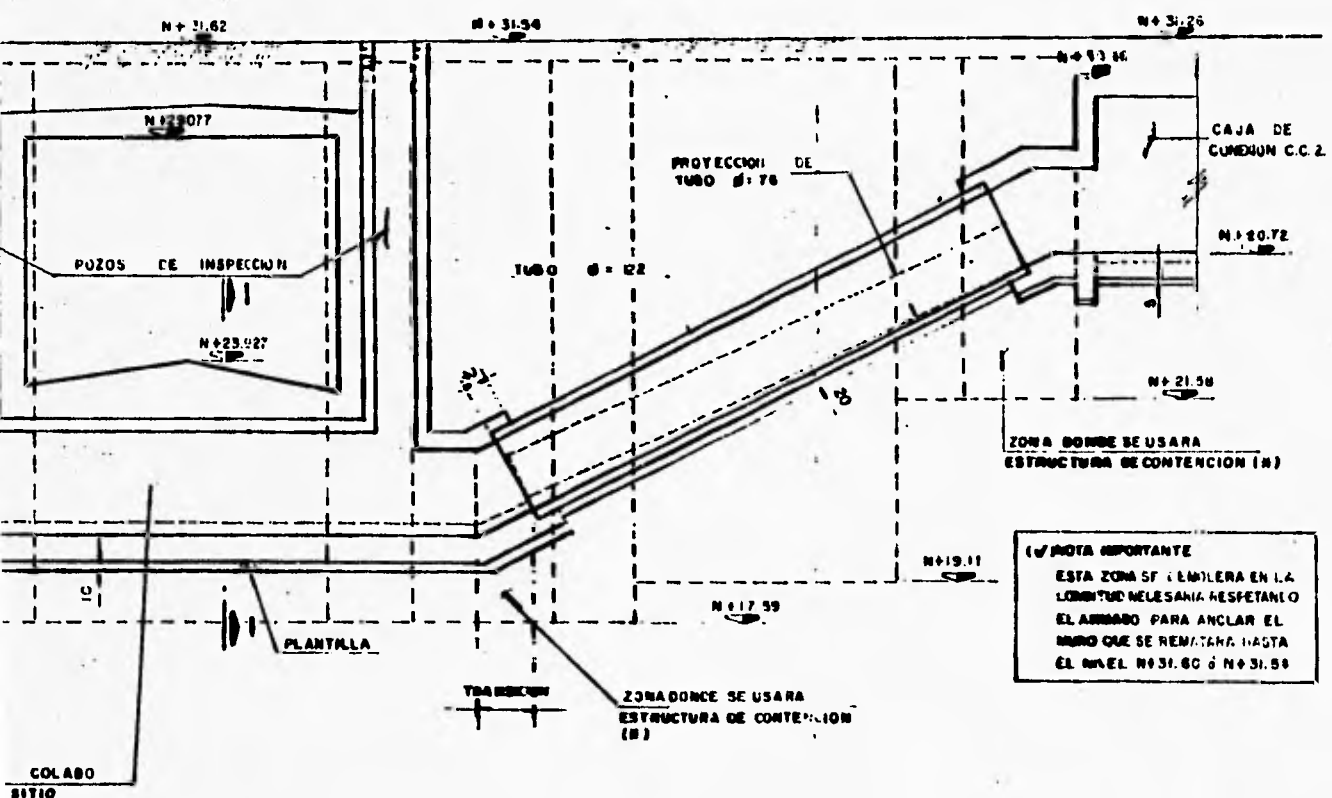 N+31.62
N+31.54
N+31.26
N+29.077
CAJA DE
CONEXION C.C.2.
PROYECCION DE
TUBO Ø=76
N+20.72
POZOS DE INSPECCION
TUBO Ø=122
N+23.927
N+21.58
ZONA DONDE SE USARA
ESTRUCTURA DE CONTENCION (#)
N+19.11
NOTA IMPORTANTE
ESTA ZONA SE DEMOLERA EN LA
LONGITUD NECESARIA RESPETANDO
EL ARMADO PARA ANCLAR EL
MURO QUE SE REMATARA HASTA
EL NIVEL N+31.60 ó N+31.54
10
N+17.59
PLANTILLA
TRANSICION
ZONA DONCE SE USARA
ESTRUCTURA DE CONTENCION
(#)
COLADO
SITIO